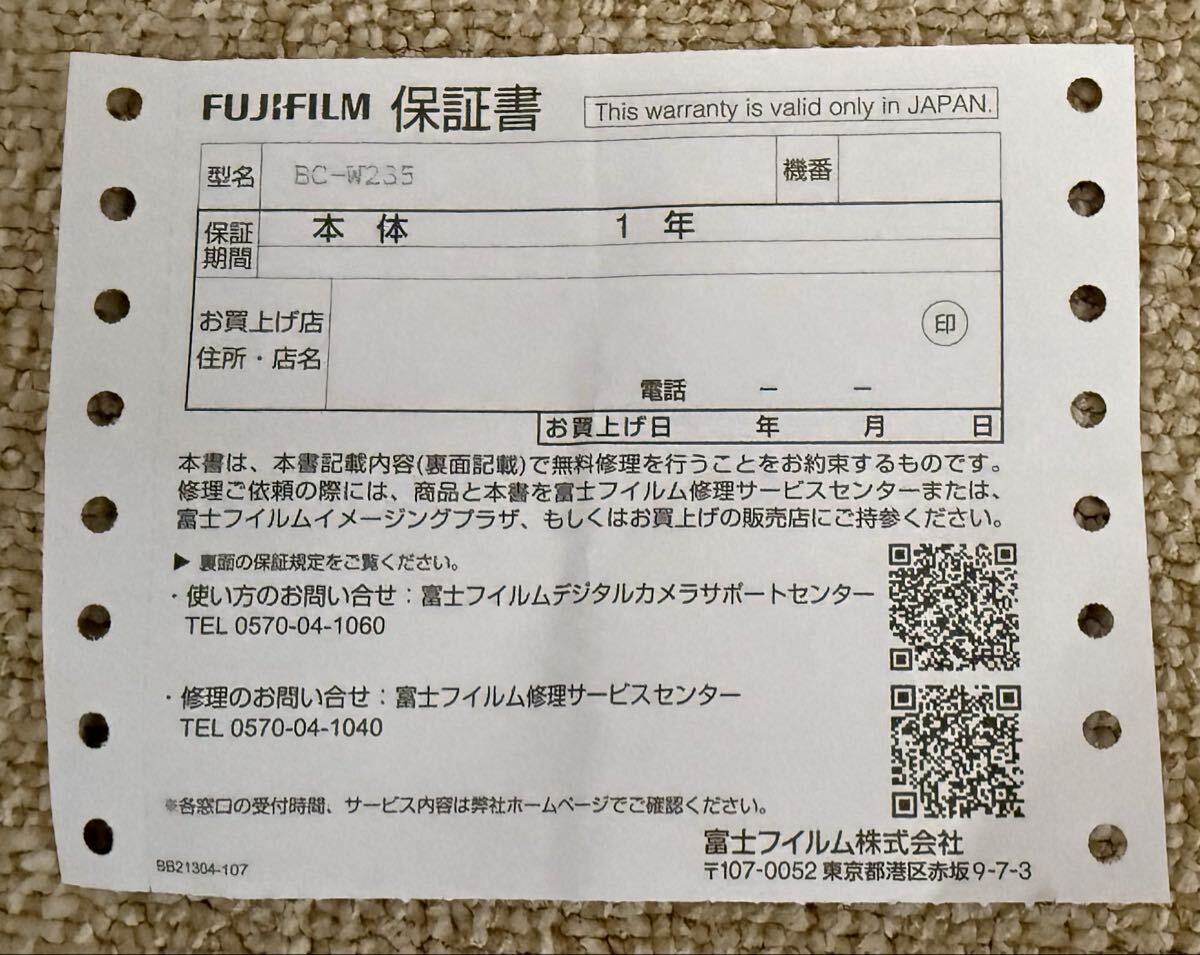 FUJIFILM 保証書 This warranty is valid only in JAPAN.
型名 BC-W235 機番
保証期間 本体 1年
お買上げ店 印
住所・店名
電話 － －
お買上げ日 年 月 日
本書は、本書記載内容(裏面記載)で無料修理を行うことをお約束するものです。
修理ご依頼の際には、商品と本書を富士フイルム修理サービスセンターまたは、
富士フイルムイメージングプラザ、もしくはお買上げの販売店にご持参ください。
▶ 裏面の保証規定をご覧ください。
・使い方のお問い合せ：富士フイルムデジタルカメラサポートセンター
TEL 0570-04-1060
・修理のお問い合せ：富士フイルム修理サービスセンター
TEL 0570-04-1040
※各窓口の受付時間、サービス内容は弊社ホームページでご確認ください。
富士フイルム株式会社
BB21304-107 〒107-0052 東京都港区赤坂9-7-3